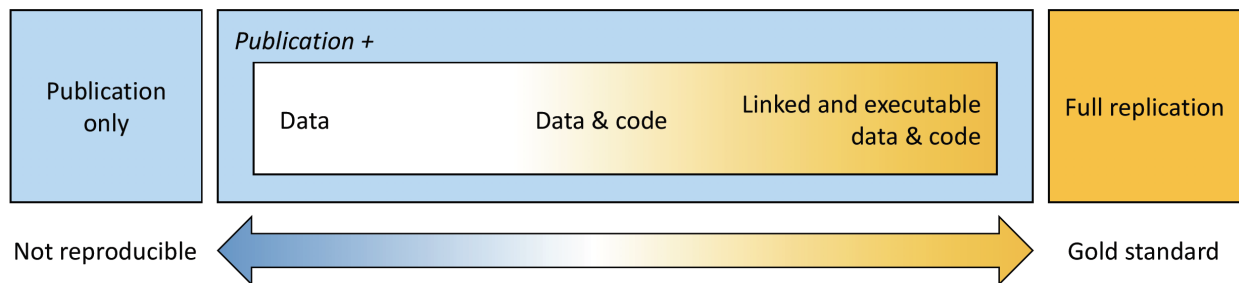 Publication
only
Publication +
Data
Data & code
Linked and executable
data & code
Full replication
Not reproducible
Gold standard